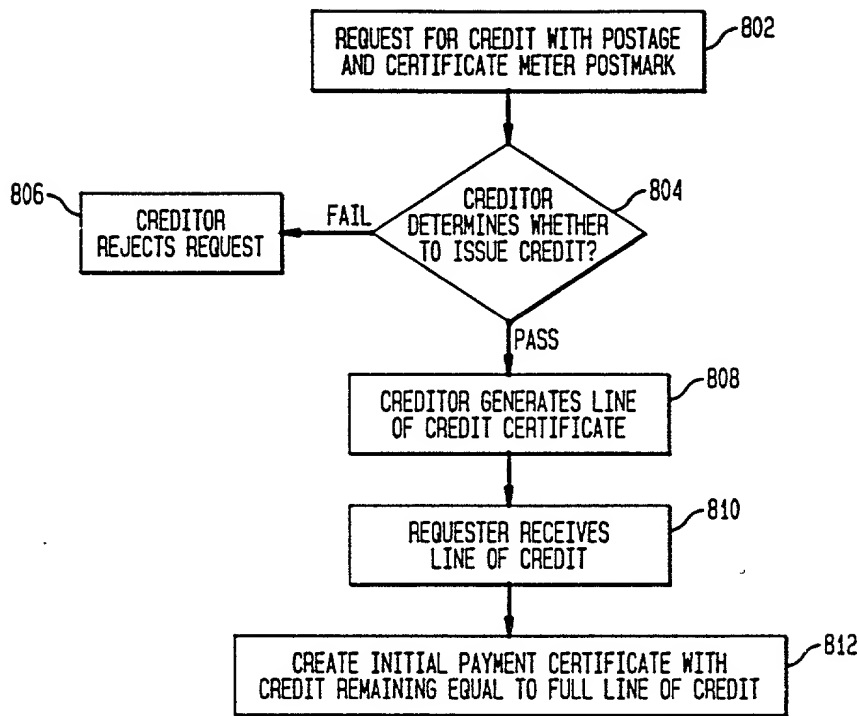 REQUEST FOR CREDIT WITH POSTAGE
AND CERTIFICATE METER POSTMARK
802
CREDITOR
DETERMINES WHETHER
TO ISSUE CREDIT?
804
FAIL
806
CREDITOR
REJECTS REQUEST
PASS
CREDITOR GENERATES LINE
OF CREDIT CERTIFICATE
808
REQUESTER RECEIVES
LINE OF CREDIT
810
CREATE INITIAL PAYMENT CERTIFICATE WITH
CREDIT REMAINING EQUAL TO FULL LINE OF CREDIT
812